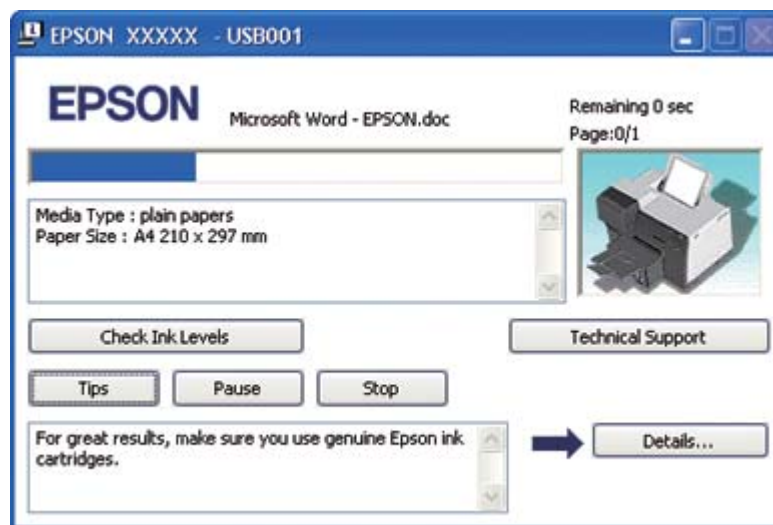 EPSON XXXXX - USB001
EPSON
Microsoft Word - EPSON.doc
Remaining 0 sec
Page:0/1
Media Type : plain papers
Paper Size : A4 210 x 297 mm
Check Ink Levels
Technical Support
Tips
Pause
Stop
For great results, make sure you use genuine Epson ink
cartridges.
Details...